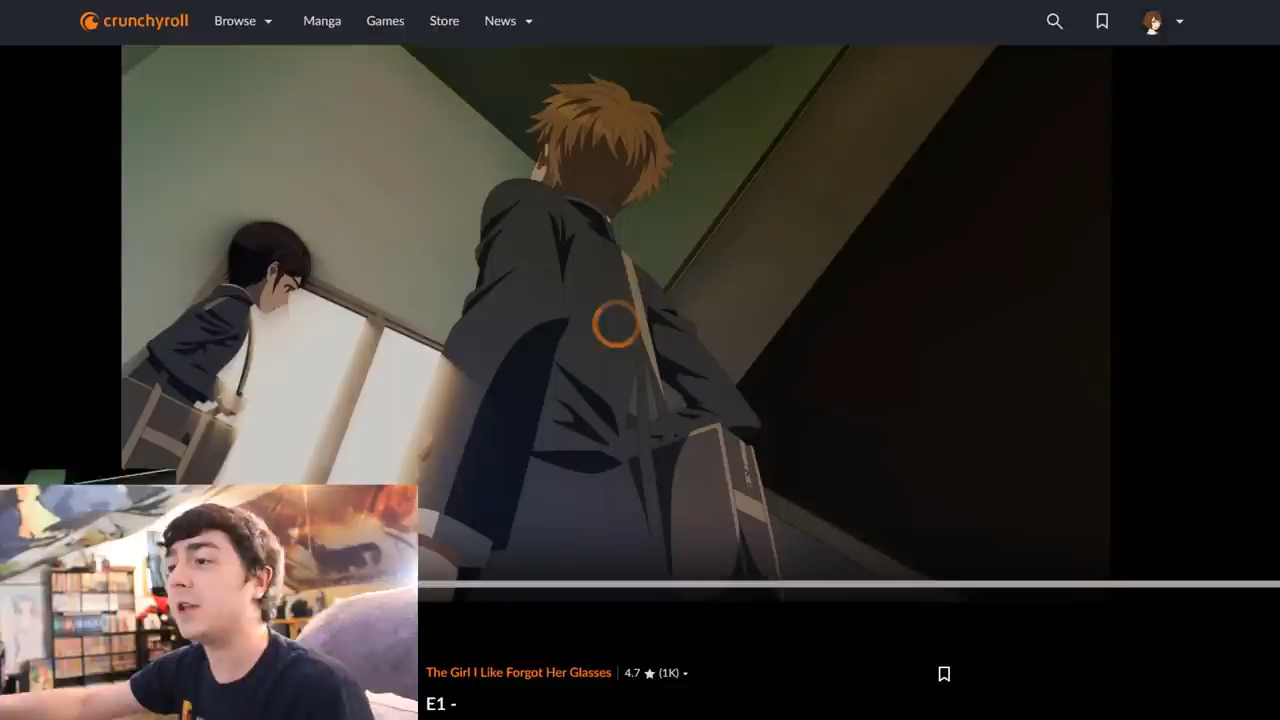 crunchyroll Browse Manga Games Store News
The Girl I Like Forgot Her Glasses 4.7 (1K)
E1 -